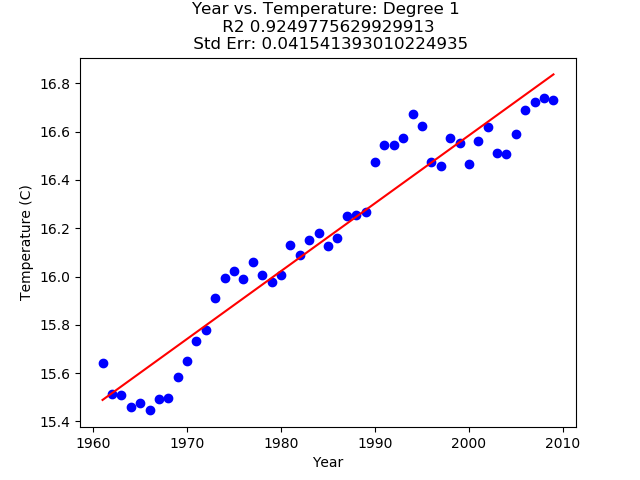 Year vs. Temperature: Degree 1
R2 0.9249775629929913
Std Err: 0.041541393010224935
16.8
16.6
16.4
16.2
16.0
15.8
15.6
15.4
Temperature (C)
1960 1970 1980 1990 2000 2010
Year